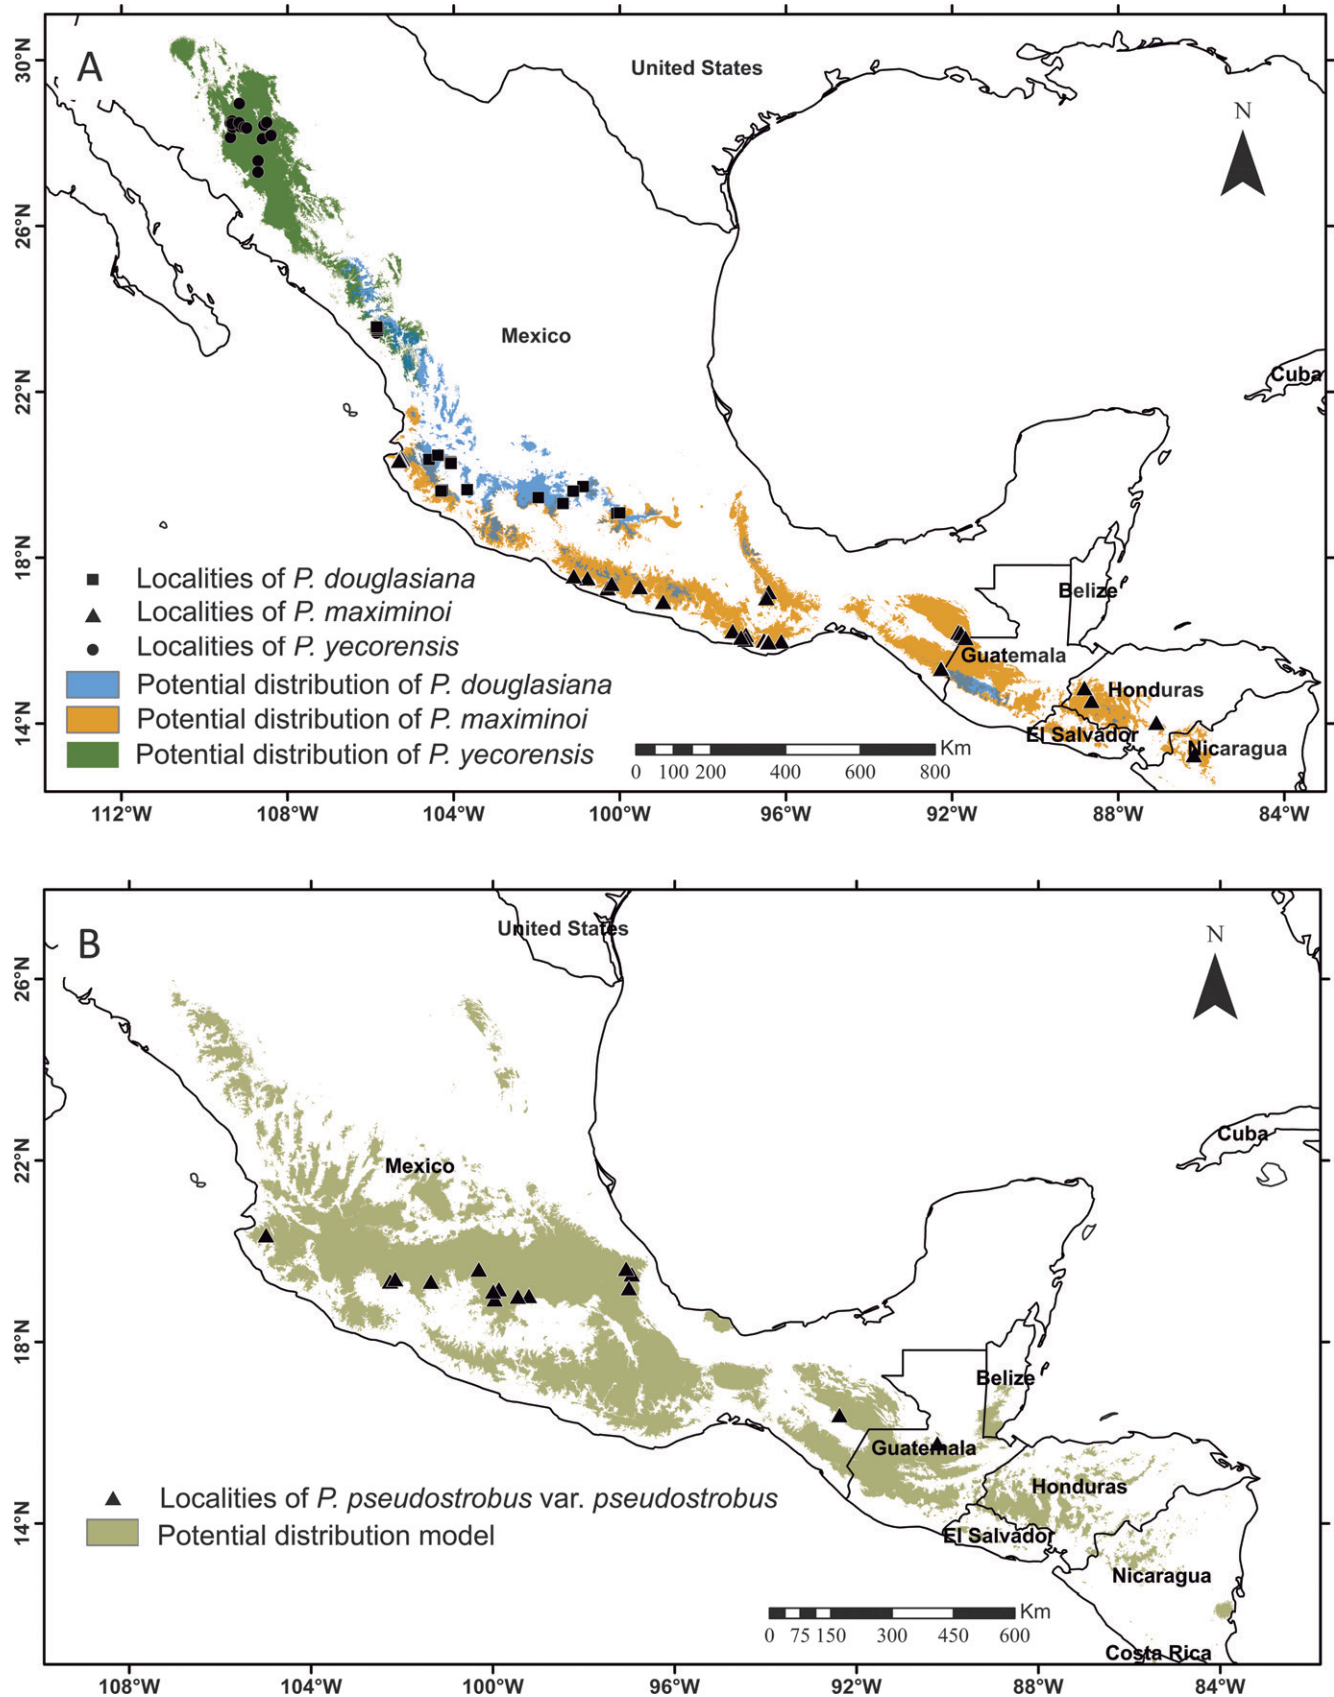 A
United States
N
30°N
26°N
Mexico
22°N
Cuba
18°N
Localities of P. douglasiana
Belize
Localities of P. maximinoi
Localities of P. yecorensis
Guatemala
Potential distribution of P. douglasiana
Honduras
Potential distribution of P. maximinoi
14°N
El Salvador
Nicaragua
Potential distribution of P. yecorensis
Km
0 100 200 400 600 800
112°W 108°W 104°W 100°W 96°W 92°W 88°W 84°W
B
United States
N
26°N
Cuba
22°N
Mexico
18°N
Belize
Guatemala
Honduras
Localities of P. pseudostrobus var. pseudostrobus
14°N
Potential distribution model
El Salvador
Nicaragua
Km
0 75 150 300 450 600
Costa Rica
108°W 104°W 100°W 96°W 92°W 88°W 84°W